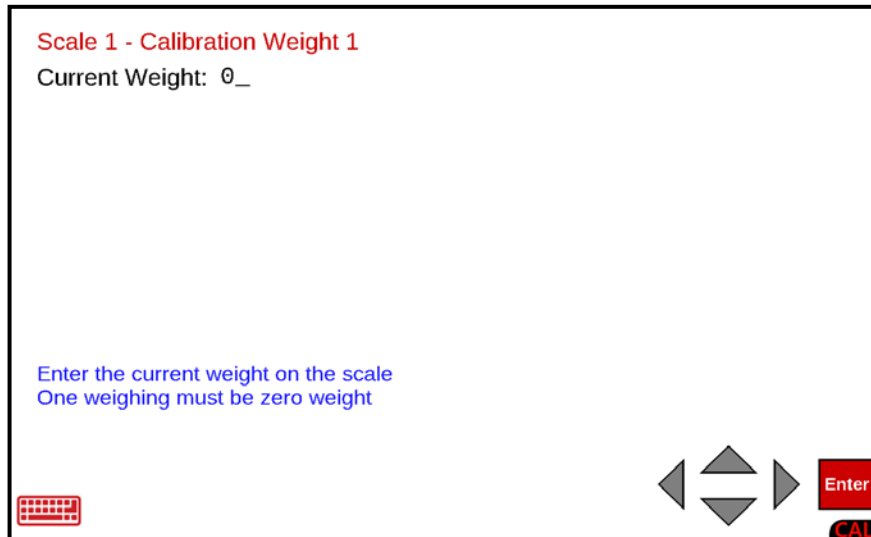 Scale 1 - Calibration Weight 1
Current Weight: 0_
Enter the current weight on the scale
One weighing must be zero weight
Enter
CAL